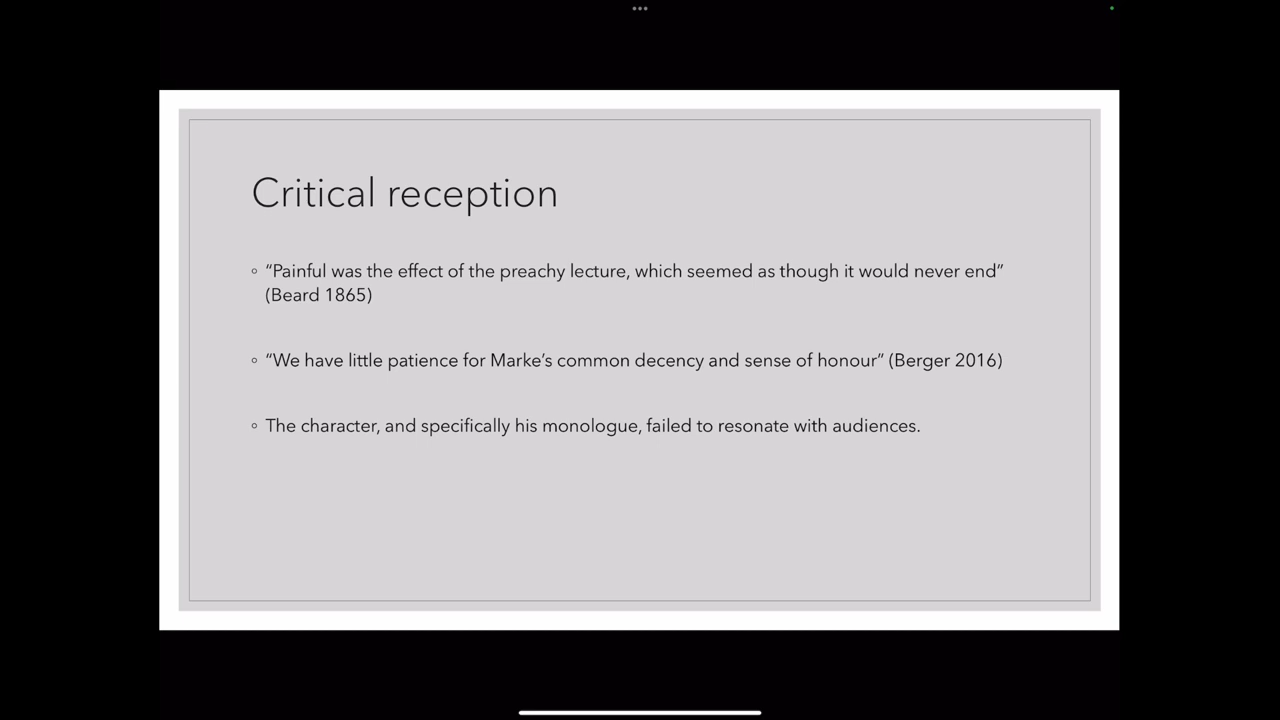 Critical reception
◦ “Painful was the effect of the preachy lecture, which seemed as though it would never end”
(Beard 1865)
◦ “We have little patience for Marke’s common decency and sense of honour” (Berger 2016)
◦ The character, and specifically his monologue, failed to resonate with audiences.